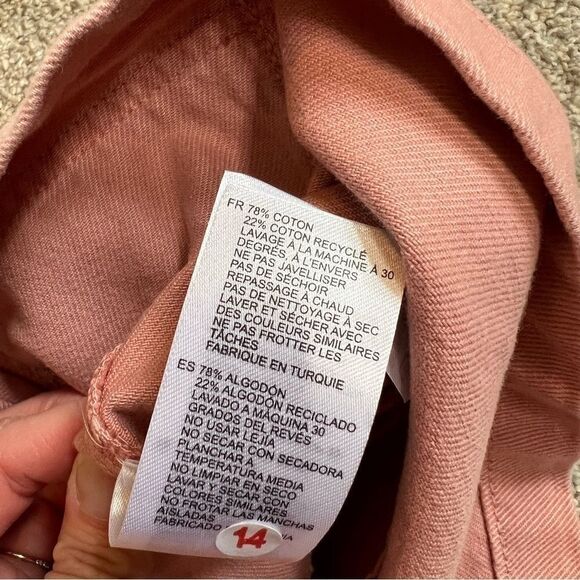 FR 78% COTON
22% COTON RECYCLÉ
LAVAGE À LA MACHINE À 30
DEGRÉS, À L'ENVERS
NE PAS JAVELLISER
PAS DE SÉCHOIR
REPASSAGE À CHAUD
PAS DE NETTOYAGE À SEC
LAVER ET SÉCHER AVEC
DES COULEURS SIMILAIRES
NE PAS FROTTER LES
TÂCHES
FABRIQUE EN TURQUIE
ES 78% ALGODÓN
22% ALGODÓN RECICLADO
LAVADO A MÁQUINA 30
GRADOS DEL REVÉS
NO USAR LEJÍA
NO SECAR CON SECADORA
PLANCHAR A
TEMPERATURA MEDIA
NO LIMPIAR EN SECO
LAVAR Y SECAR CON
COLORES SIMILARES
NO FROTAR LAS MANCHAS
AISLADAS
FABRICADO
14